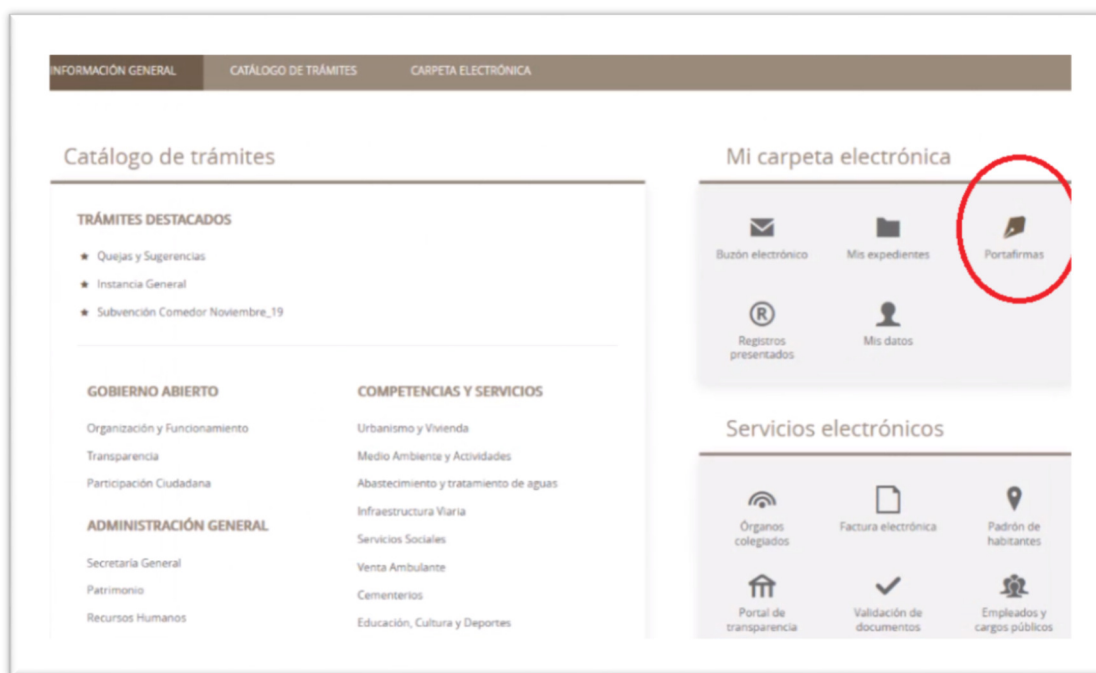 INFORMACIÓN GENERAL
CATÁLOGO DE TRÁMITES
CARPETA ELECTRÓNICA
Catálogo de trámites
TRÁMITES DESTACADOS
Quejas y Sugerencias
Instancia General
Subvención Comedor Noviembre_19
GOBIERNO ABIERTO
Organización y Funcionamiento
Transparencia
Participación Ciudadana
ADMINISTRACIÓN GENERAL
Secretaría General
Patrimonio
Recursos Humanos
COMPETENCIAS Y SERVICIOS
Urbanismo y Vivienda
Medio Ambiente y Actividades
Abastecimiento y tratamiento de aguas
Infraestructura Viaria
Servicios Sociales
Venta Ambulante
Cementerios
Educación, Cultura y Deportes
Mi carpeta electrónica
Buzón electrónico
Mis expedientes
Portafirmas
®
Registros
presentados
Mis datos
Servicios electrónicos
Órganos
colegiados
Factura electrónica
Padrón de
habitantes
Portal de
transparencia
Validación de
documentos
Empleados y
cargos públicos